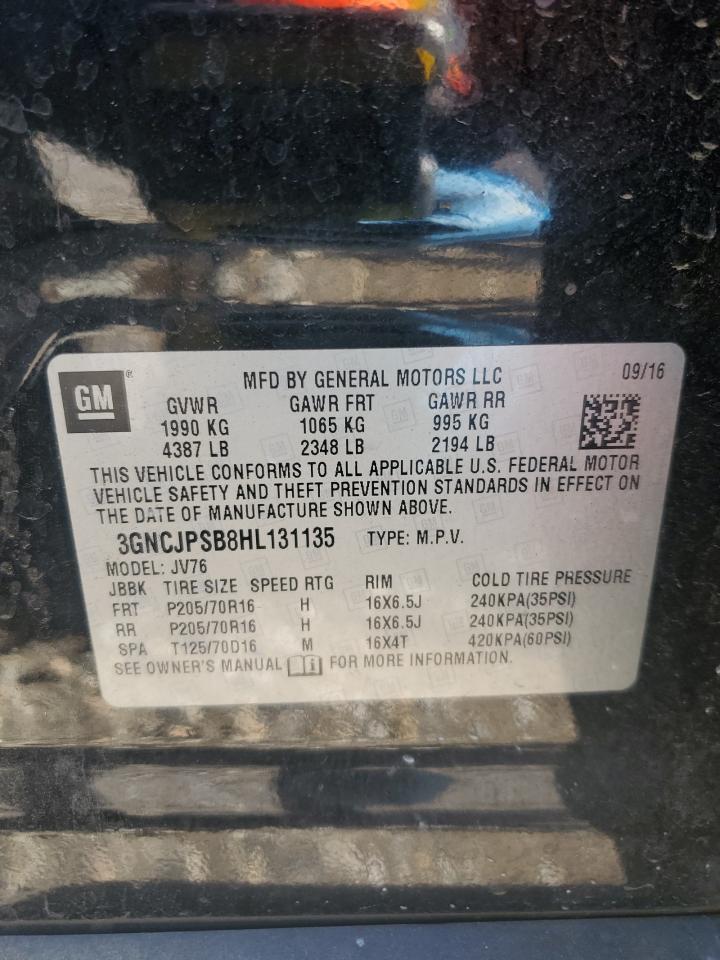 GM ®
MFD BY GENERAL MOTORS LLC 09/16
GVWR GAWR FRT GAWR RR
1990 KG 1065 KG 995 KG
4387 LB 2348 LB 2194 LB
THIS VEHICLE CONFORMS TO ALL APPLICABLE U.S. FEDERAL MOTOR
VEHICLE SAFETY AND THEFT PREVENTION STANDARDS IN EFFECT ON
THE DATE OF MANUFACTURE SHOWN ABOVE.
3GNCJPSB8HL131135 TYPE: M.P.V.
MODEL: JV76
JBBK TIRE SIZE SPEED RTG RIM COLD TIRE PRESSURE
FRT P205/70R16 H 16X6.5J 240KPA(35PSI)
RR P205/70R16 H 16X6.5J 240KPA(35PSI)
SPA T125/70D16 M 16X4T 420KPA(60PSI)
SEE OWNER'S MANUAL FOR MORE INFORMATION.